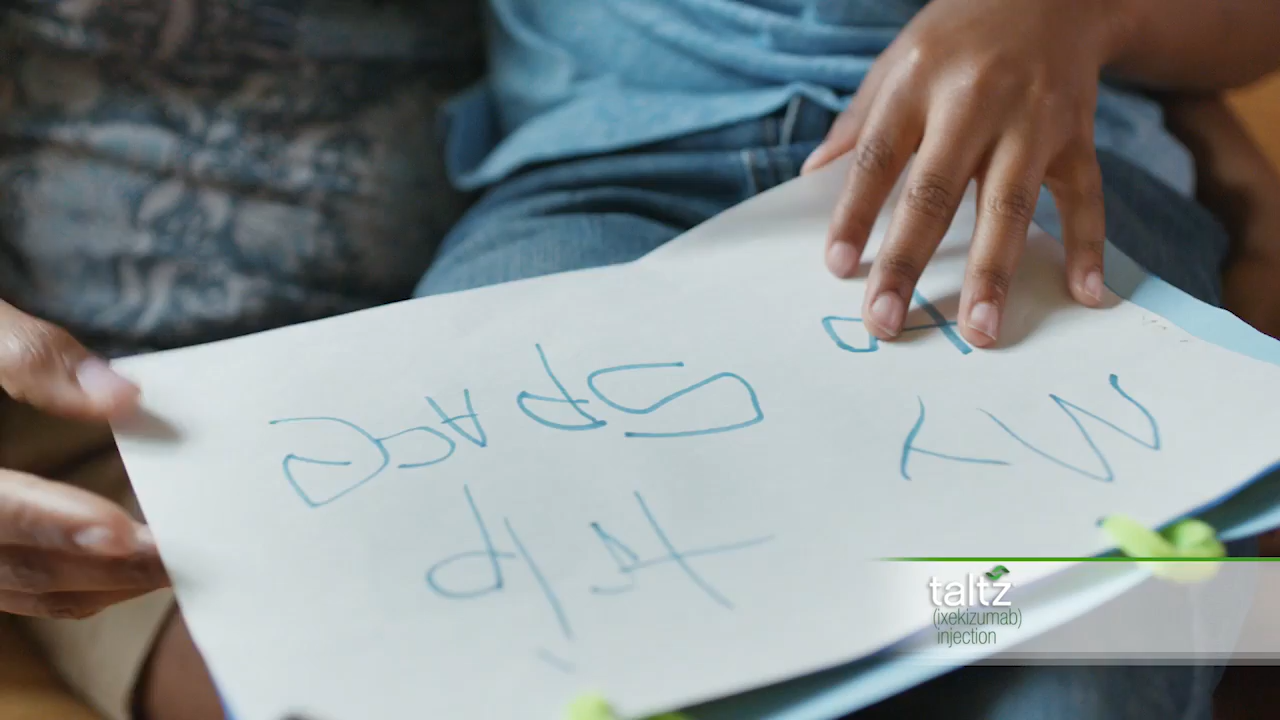 MY trip
to SPACE
taltz
(ixekizumab)
injection